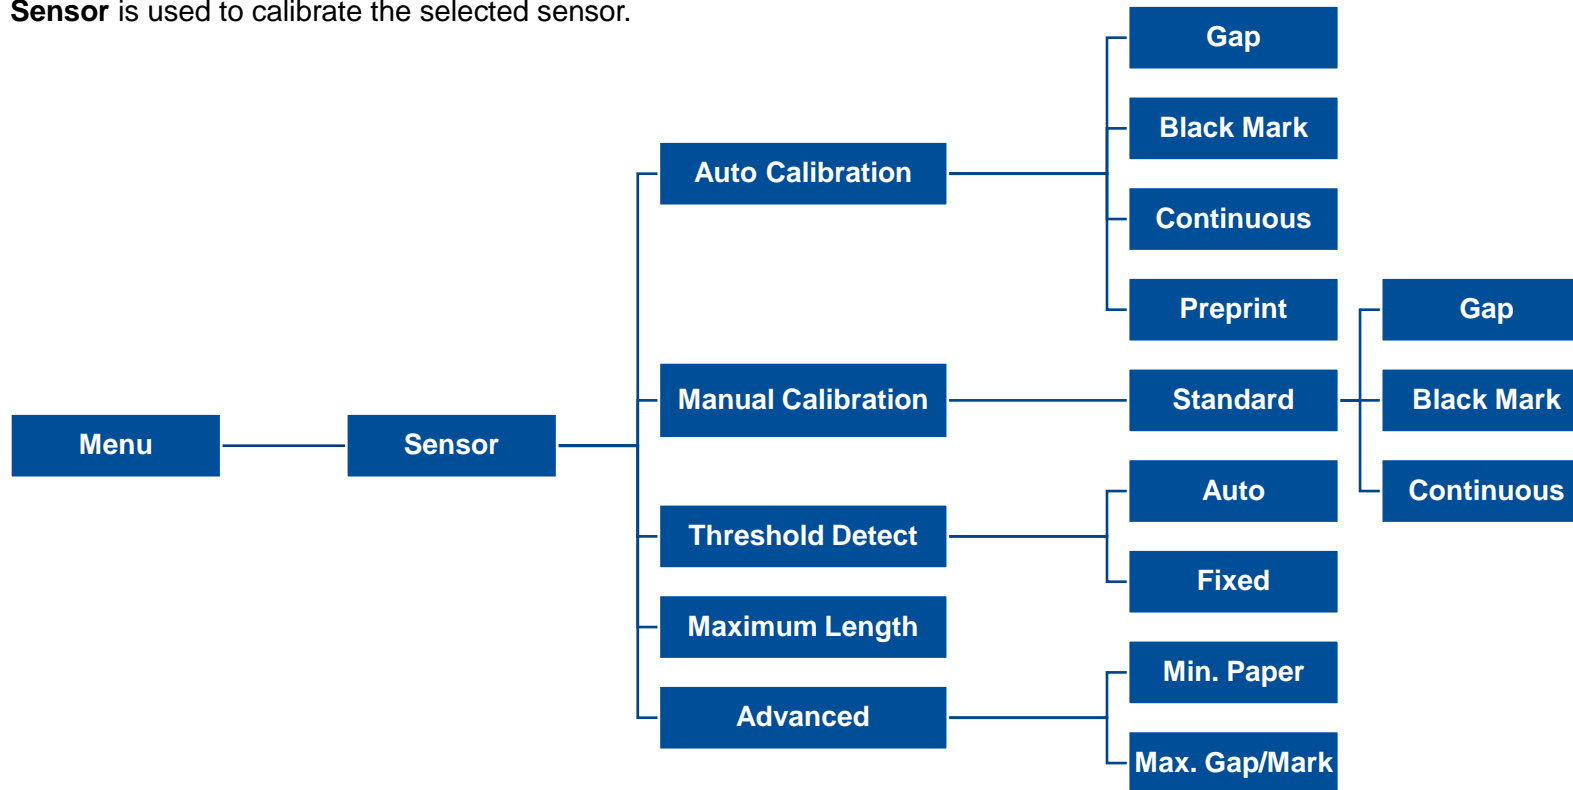 Sensor is used to calibrate the selected sensor.
Gap
Black Mark
Auto Calibration
Continuous
Preprint
Gap
Manual Calibration
Standard
Black Mark
Menu
Sensor
Auto
Continuous
Threshold Detect
Fixed
Maximum Length
Min. Paper
Advanced
Max. Gap/Mark